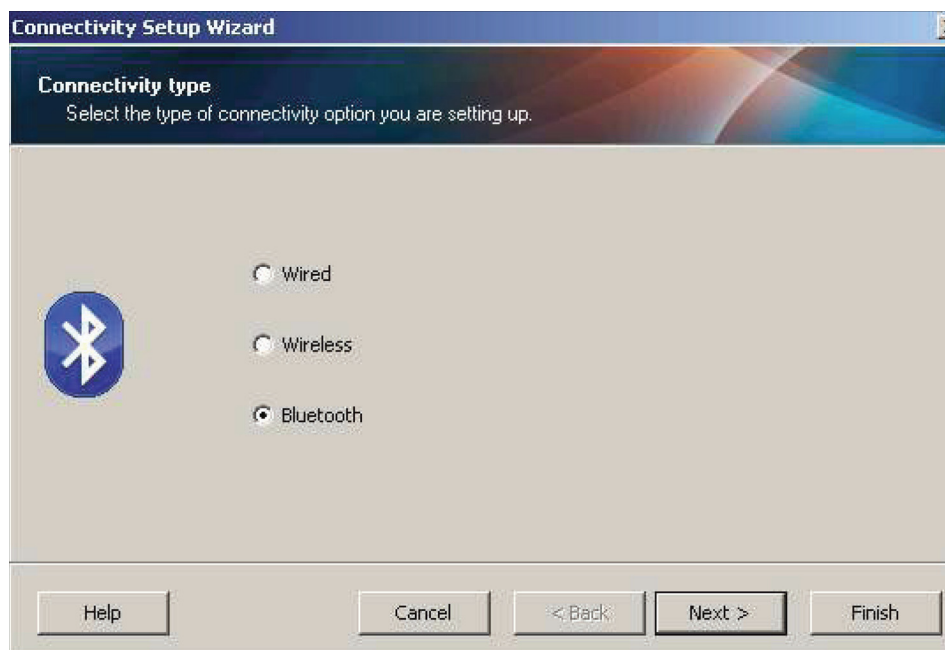 Connectivity Setup Wizard
Connectivity type
Select the type of connectivity option you are setting up.
Wired
Wireless
Bluetooth
Help Cancel < Back Next > Finish